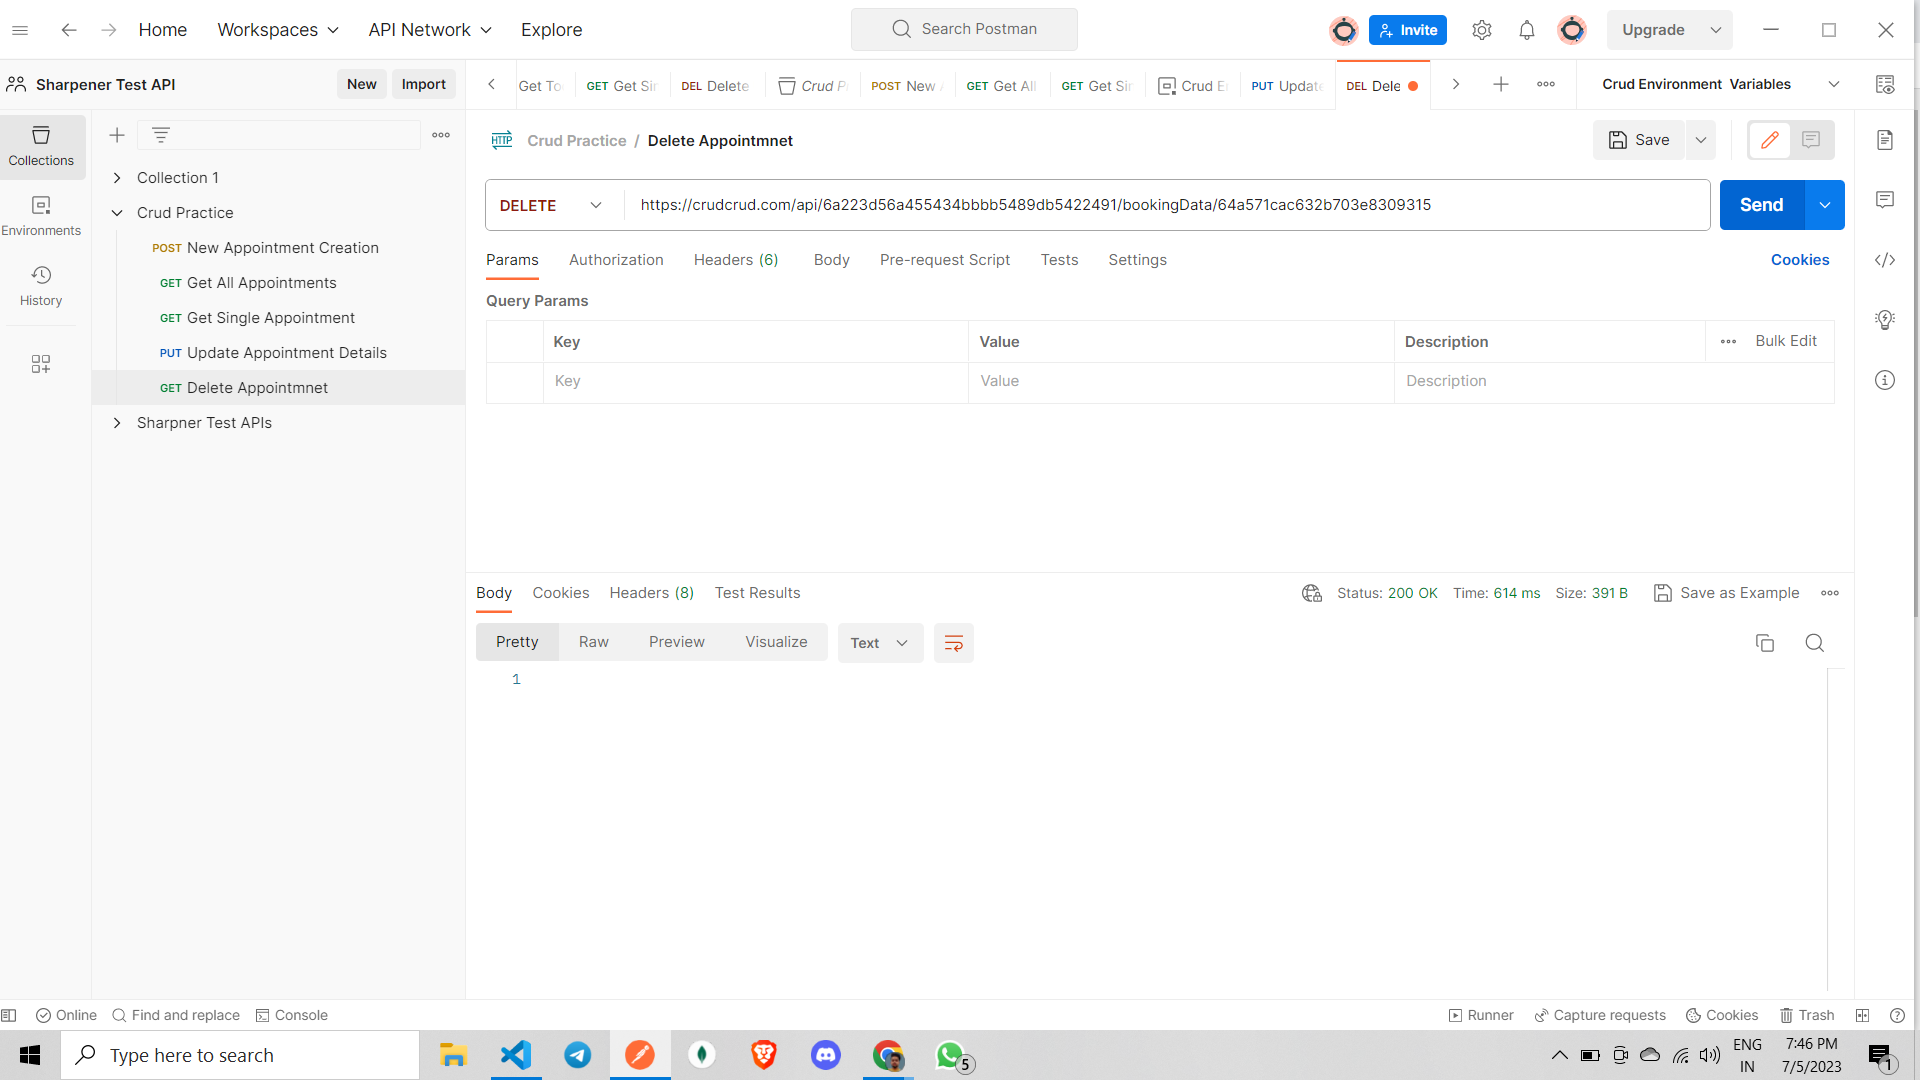 Home Workspaces API Network Explore Search Postman Invite Upgrade
Sharpener Test API New Import Get To GET Get Sin DEL Delete Crud P POST New A GET Get All GET Get Sin Crud E PUT Update DEL Dele Crud Environment Variables
Crud Practice / Delete Appointmnet Save
Collections
Environments
History
Collection 1
Crud Practice
POST New Appointment Creation
GET Get All Appointments
GET Get Single Appointment
PUT Update Appointment Details
GET Delete Appointmnet
Sharpner Test APIs
DELETE https://crudcrud.com/api/6a223d56a455434bbbb5489db5422491/bookingData/64a571cac632b703e8309315 Send
Params Authorization Headers (6) Body Pre-request Script Tests Settings Cookies
Query Params
Key Value Description Bulk Edit
Key Value Description
Body Cookies Headers (8) Test Results Status: 200 OK Time: 614 ms Size: 391 B Save as Example
Pretty Raw Preview Visualize Text
1
Online Find and replace Console Runner Capture requests Cookies Trash
Type here to search 5 ENG 7:46 PM
IN 7/5/2023 1